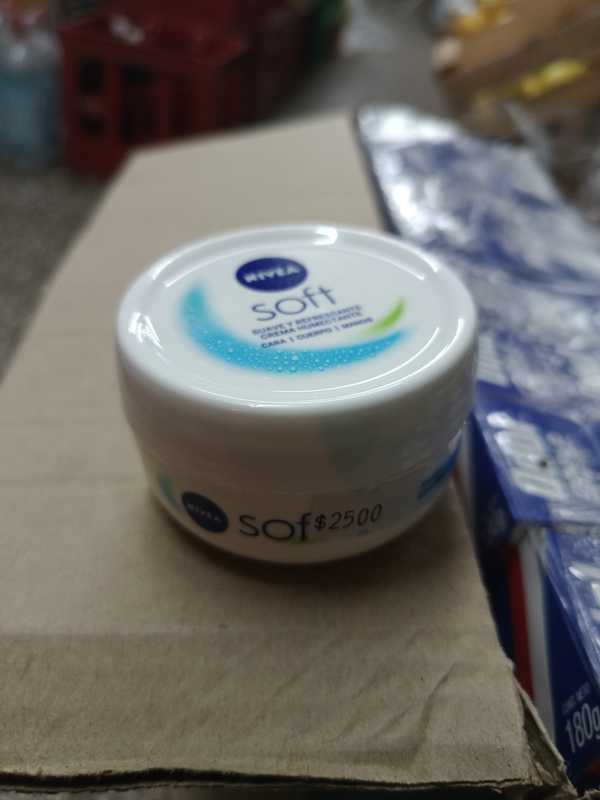 NIVEA
soft
SUAVE Y REFRESCANTE
CREMA HUMECTANTE
CARA | CUERPO | MANOS
NIVEA
sof$2500
180g